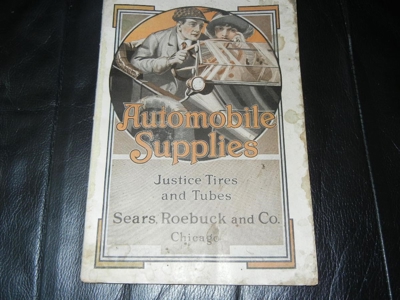 Automobile
Supplies
Justice Tires
and Tubes
Sears, Roebuck and Co.
Chicago